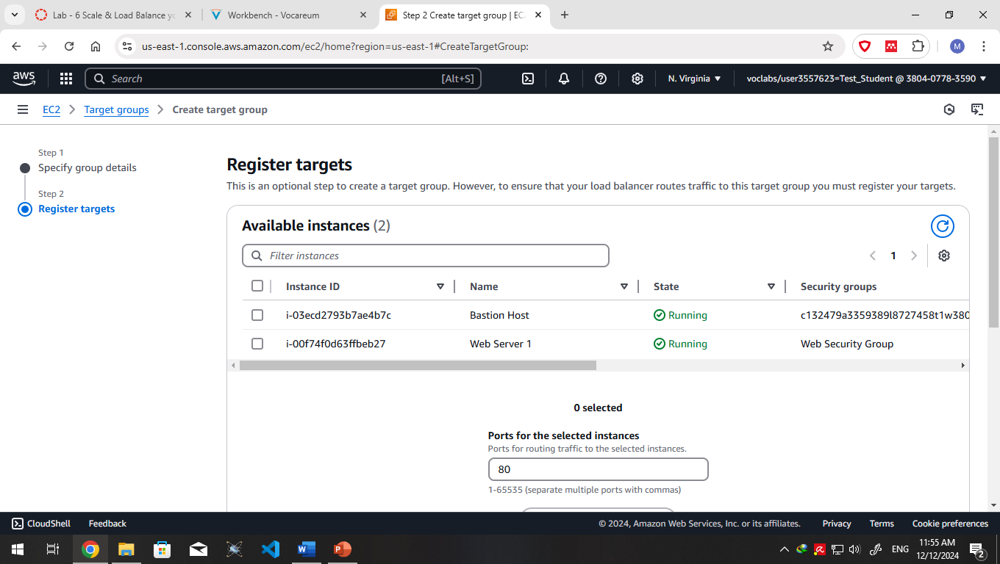 Lab - 6 Scale & Load Balance yo
Workbench - Vocareum
Step 2 Create target group | EC2
us-east-1.console.aws.amazon.com/ec2/home?region=us-east-1#CreateTargetGroup:
M
aws
Search
[Alt+S]
N. Virginia
voclabs/user3557623=Test_Student @ 3804-0778-3590
EC2
Target groups
Create target group
Step 1
Specify group details
Step 2
Register targets
Register targets
This is an optional step to create a target group. However, to ensure that your load balancer routes traffic to this target group you must register your targets.
Available instances (2)
Filter instances
1
Instance ID Name State Security groups
i-03ecd2793b7ae4b7c Bastion Host Running c132479a3359389l8727458t1w380
i-00f74f0d63ffbeb27 Web Server 1 Running Web Security Group
0 selected
Ports for the selected instances
Ports for routing traffic to the selected instances.
80
1-65535 (separate multiple ports with commas)
CloudShell Feedback © 2024, Amazon Web Services, Inc. or its affiliates. Privacy Terms Cookie preferences
ENG
11:55 AM
12/12/2024
2